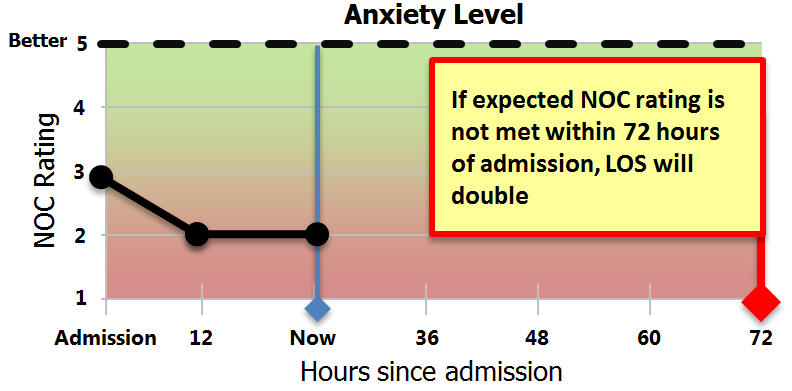 Anxiety Level
Better 5
4
3
2
1
NOC Rating
If expected NOC rating is
not met within 72 hours
of admission, LOS will
double
Admission 12 Now 36 48 60 72
Hours since admission